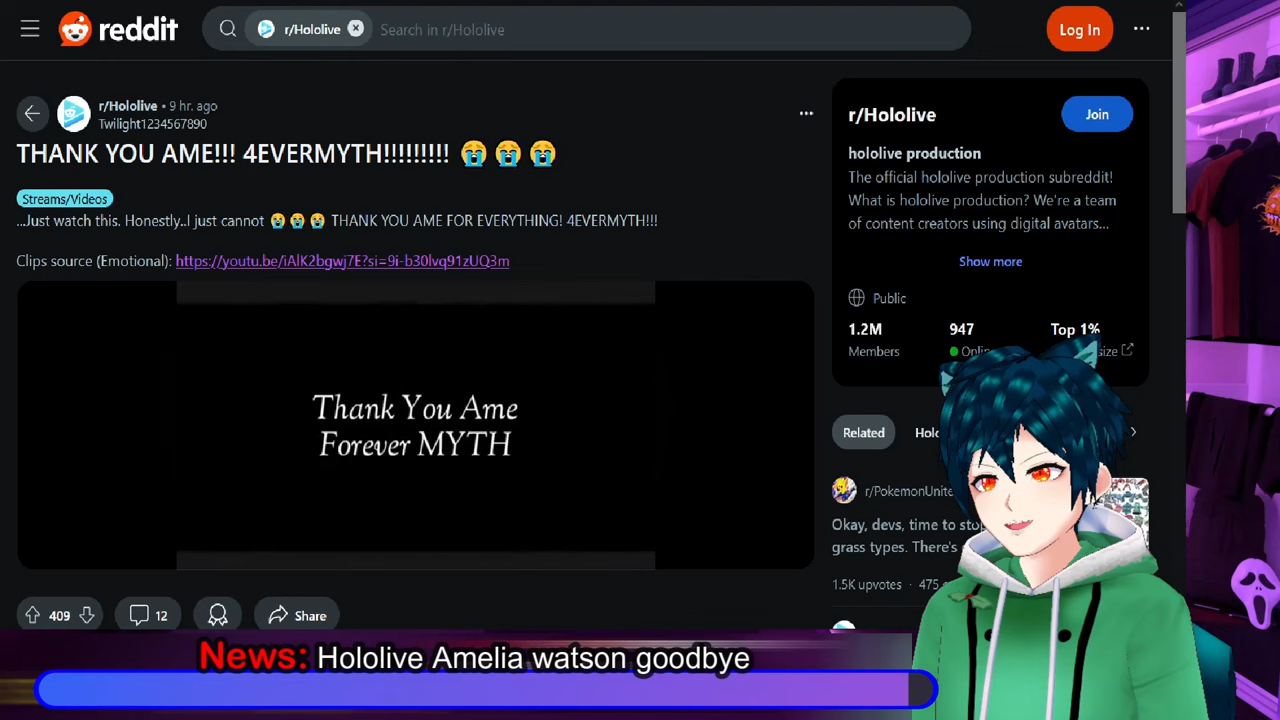 reddit
r/Hololive
Search in r/Hololive
Log In
r/Hololive • 9 hr. ago
Twilight1234567890
THANK YOU AME!!! 4EVERMYTH!!!!!!!!! 😭 😭 😭
Streams/Videos
...Just watch this. Honestly..I just cannot 😭😭😭 THANK YOU AME FOR EVERYTHING! 4EVERMYTH!!!
Clips source (Emotional): https://youtu.be/iAlK2bgwj7E?si=9i-b30lvq91zUQ3m
Thank You Ame
Forever MYTH
409
12
Share
r/Hololive
Join
hololive production
The official hololive production subreddit!
What is hololive production? We're a team
of content creators using digital avatars...
Show more
Public
1.2M
947
Top 1%
Members
Related
r/PokemonUnite
Okay, devs, time to
grass types. There's
1.5K upvotes
News: Hololive Amelia watson goodbye